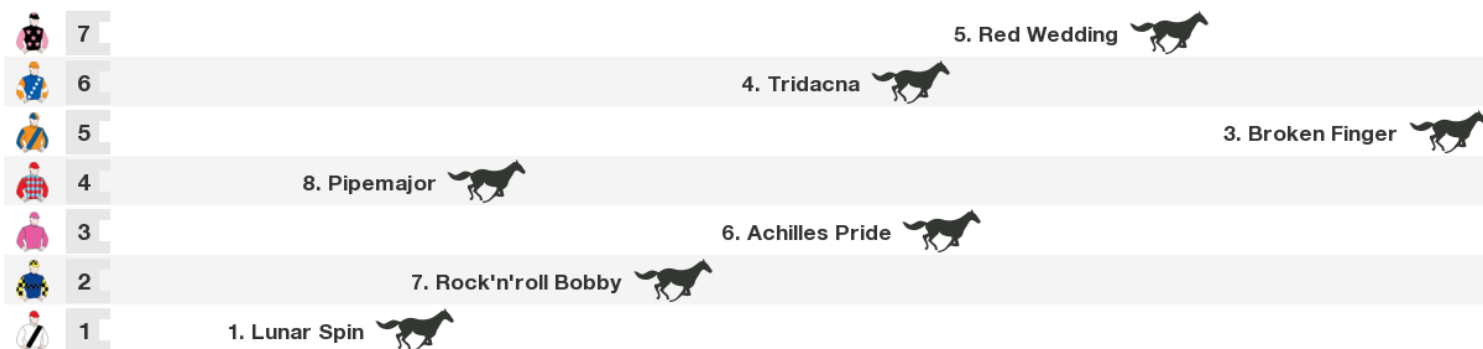 7 5. Red Wedding
6 4. Tridacna
5 3. Broken Finger
4 8. Pipemajor
3 6. Achilles Pride
2 7. Rock'n'roll Bobby
1 1. Lunar Spin